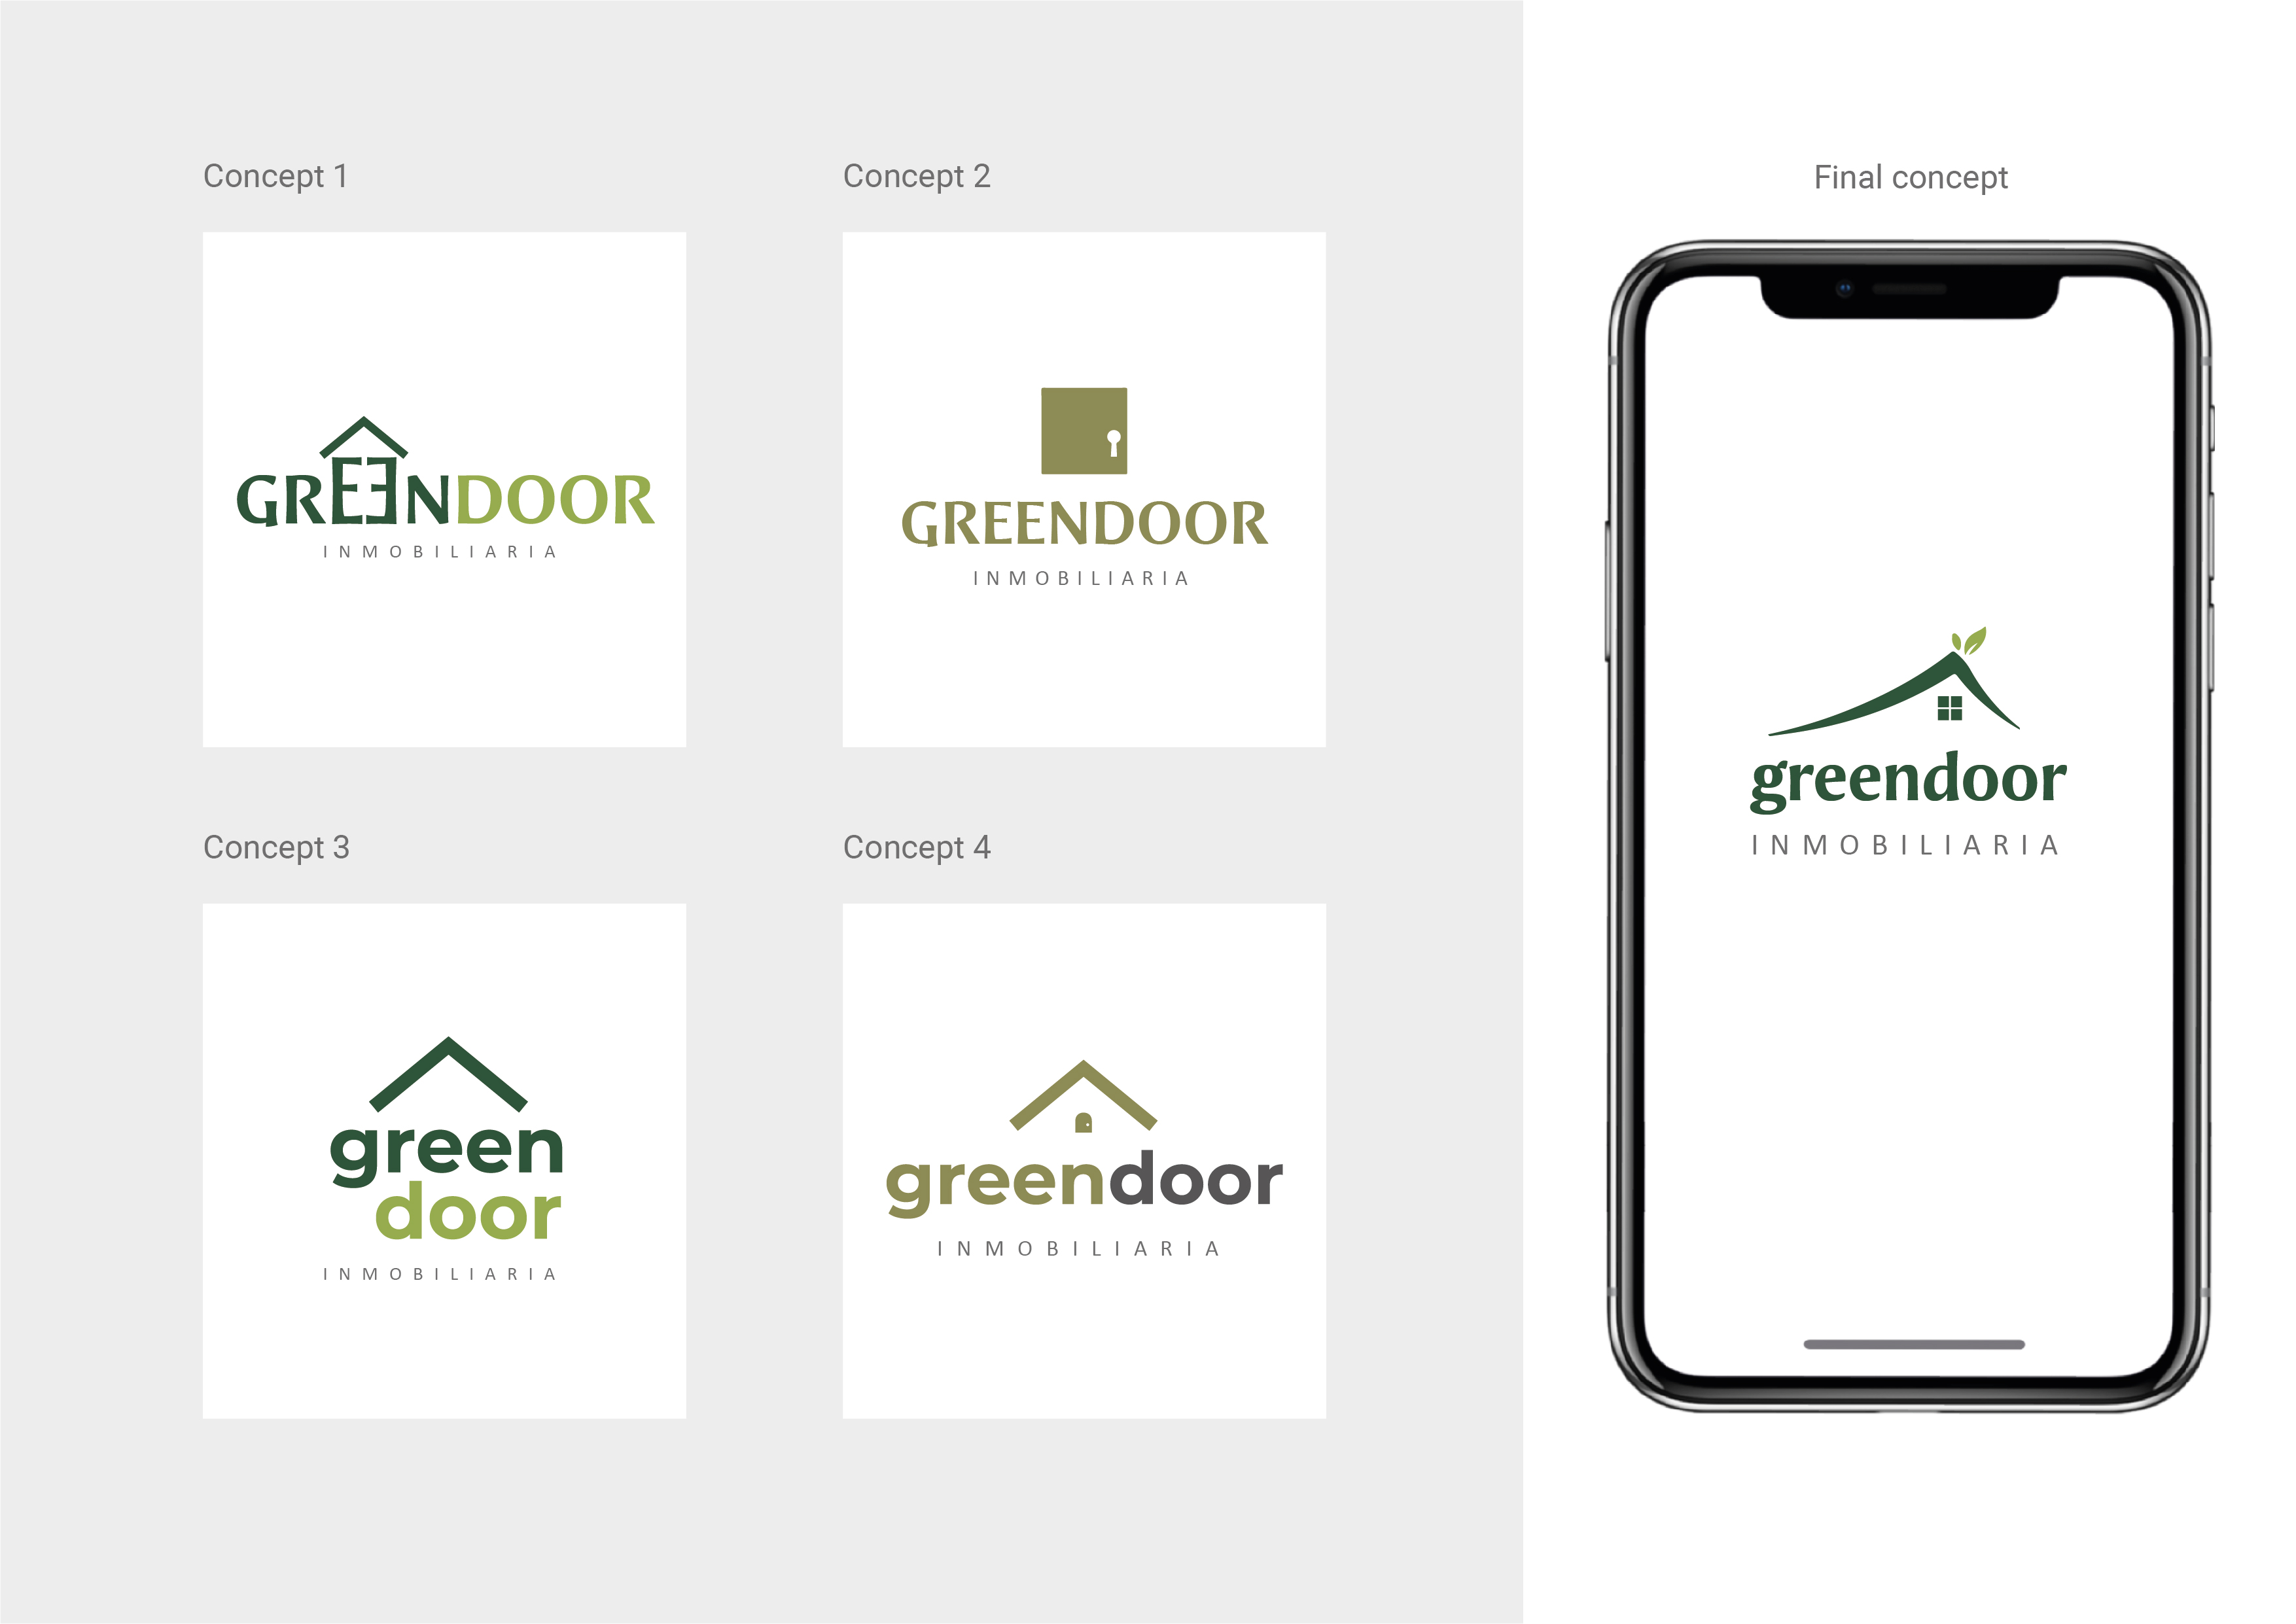 Concept 1
GREENDOOR
INMOBILIARIA
Concept 2
GREENDOOR
INMOBILIARIA
Concept 3
green
door
INMOBILIARIA
Concept 4
greendoor
INMOBILIARIA
Final concept
greendoor
INMOBILIARIA